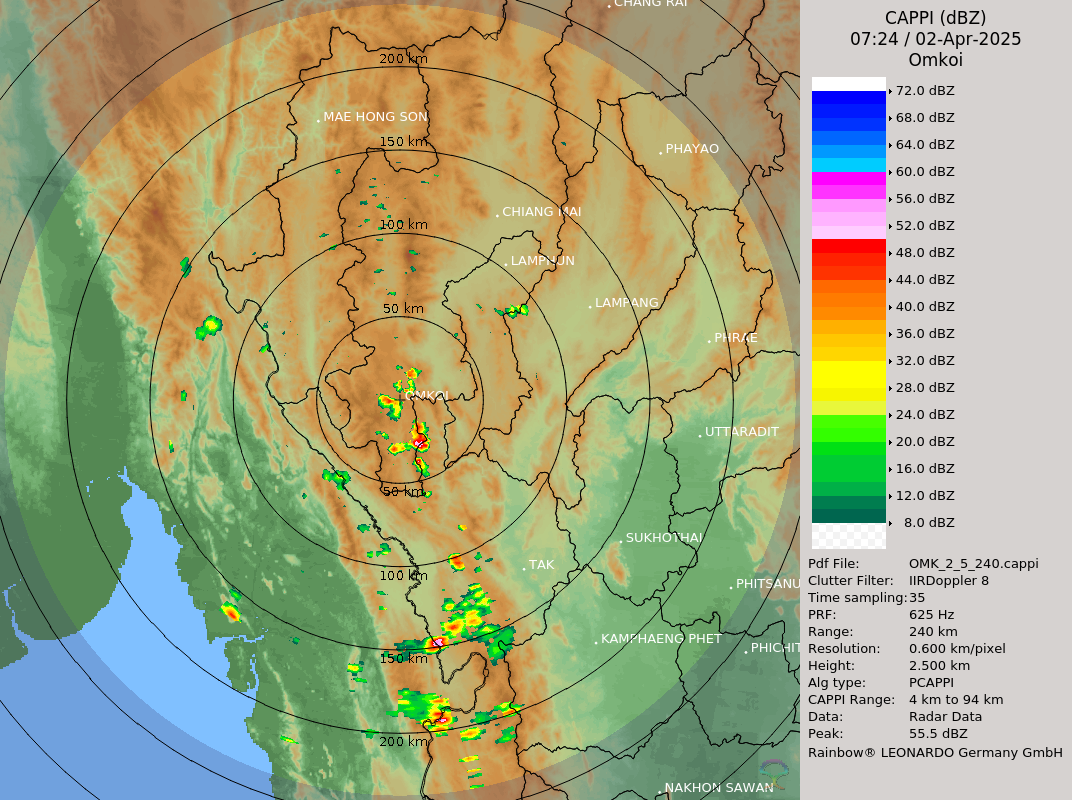 CHANG RAI
200 km
MAE HONG SON
150 km
PHAYAO
CHIANG MAI
100 km
LAMPHUN
LAMPANG
50 km
PHRAE
OMKOI
UTTARADIT
50 km
SUKHOTHAI
TAK
100 km
PHITSANU
KAMPHAENG PHET
PHICHIT
150 km
200 km
NAKHON SAWAN
CAPPI (dBZ)
07:24 / 02-Apr-2025
Omkoi
72.0 dBZ
68.0 dBZ
64.0 dBZ
60.0 dBZ
56.0 dBZ
52.0 dBZ
48.0 dBZ
44.0 dBZ
40.0 dBZ
36.0 dBZ
32.0 dBZ
28.0 dBZ
24.0 dBZ
20.0 dBZ
16.0 dBZ
12.0 dBZ
8.0 dBZ
Pdf File: OMK_2_5_240.cappi
Clutter Filter: IIRDoppler 8
Time sampling: 35
PRF: 625 Hz
Range: 240 km
Resolution: 0.600 km/pixel
Height: 2.500 km
Alg type: PCAPPI
CAPPI Range: 4 km to 94 km
Data: Radar Data
Peak: 55.5 dBZ
Rainbow® LEONARDO Germany GmbH